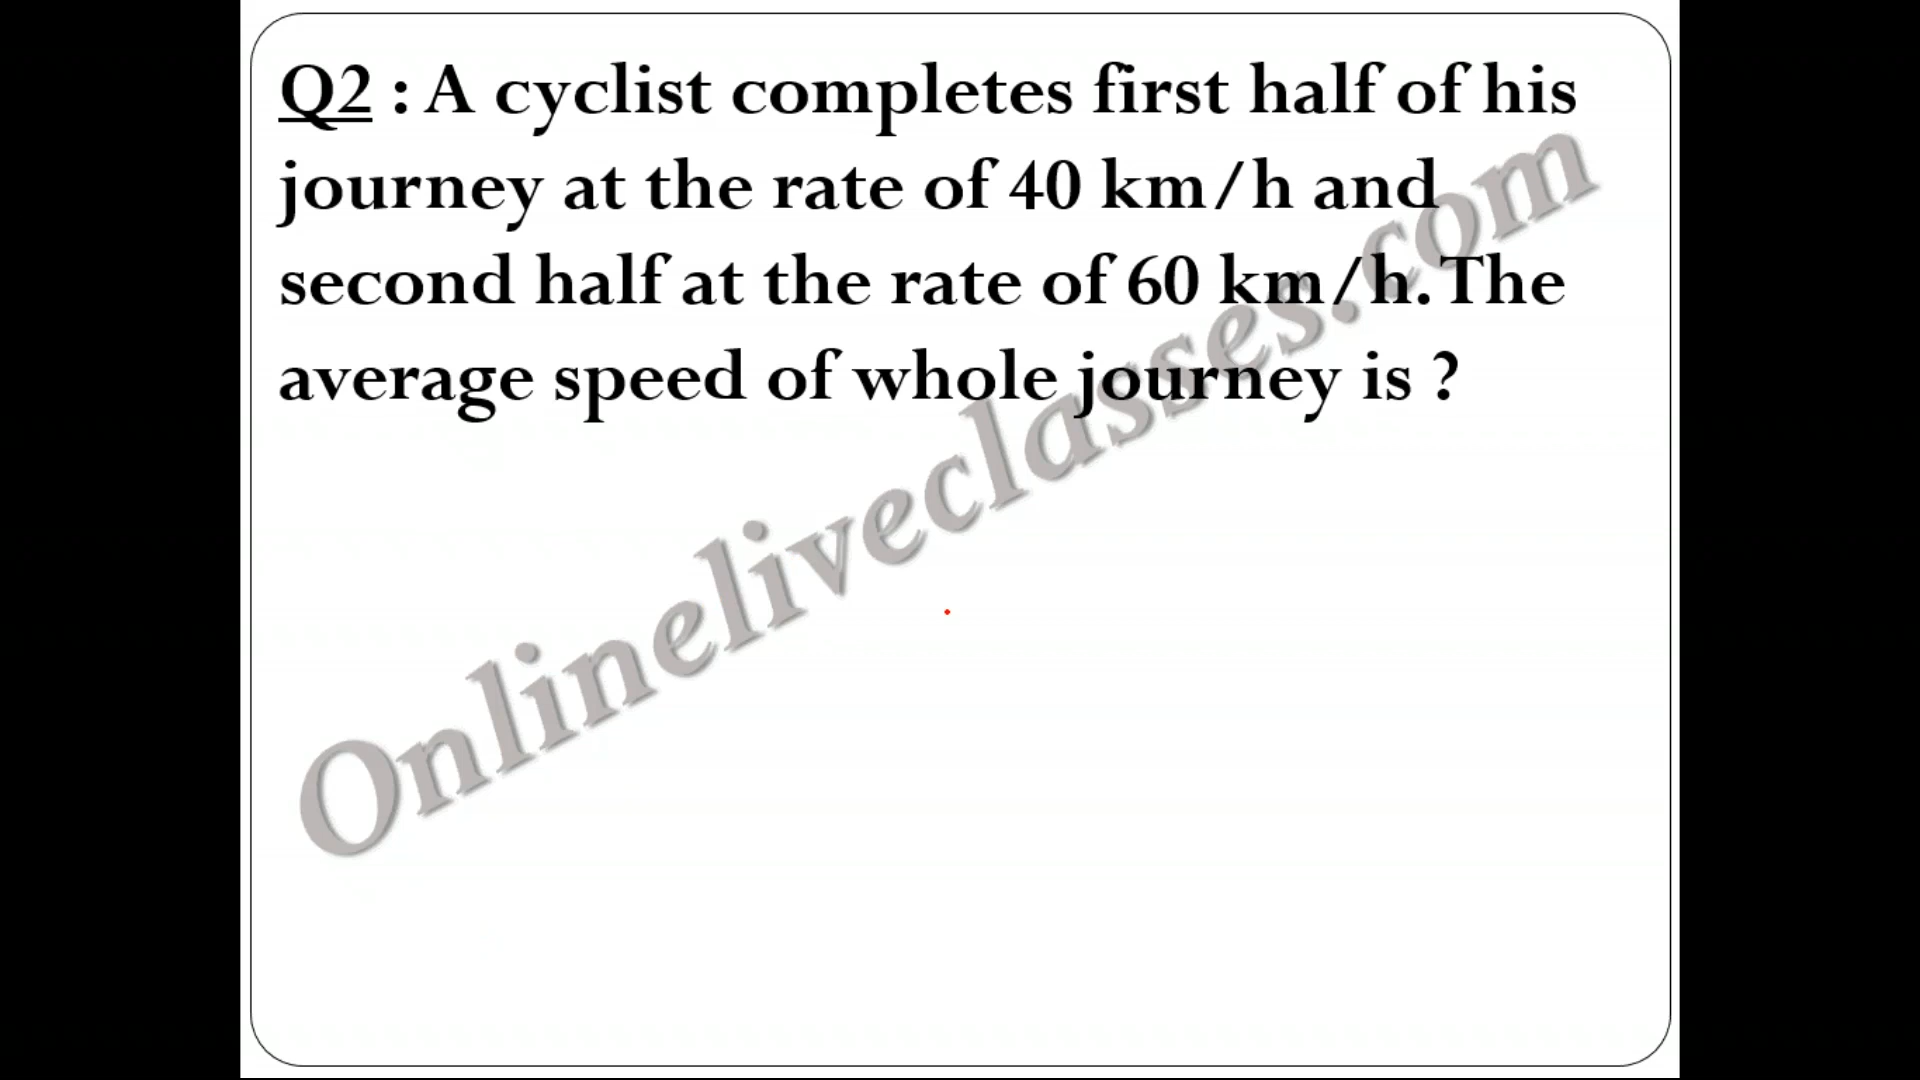 Q2 : A cyclist completes first half of his
journey at the rate of 40 km/h and
second half at the rate of 60 km/h. The
average speed of whole journey is ?
Onlineliveclasses.com